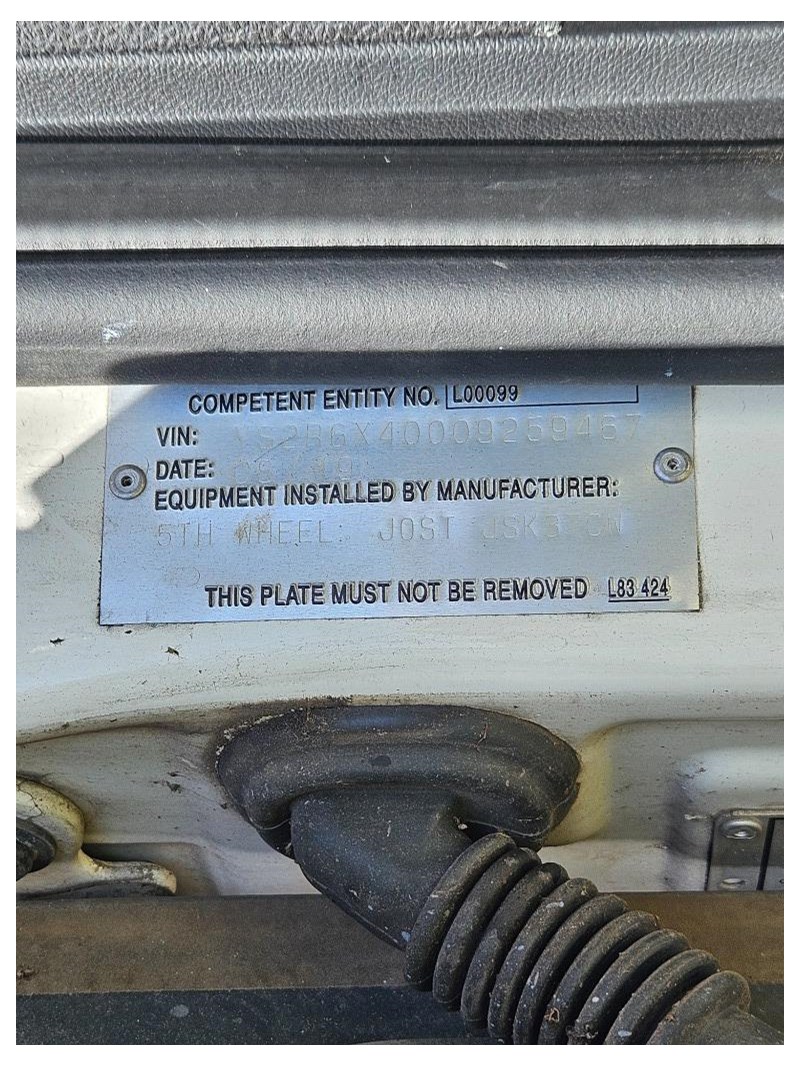 COMPETENT ENTITY NO. L00099
VIN:
DATE:
EQUIPMENT INSTALLED BY MANUFACTURER:
5TH WHEEL: JOST
THIS PLATE MUST NOT BE REMOVED L83 424